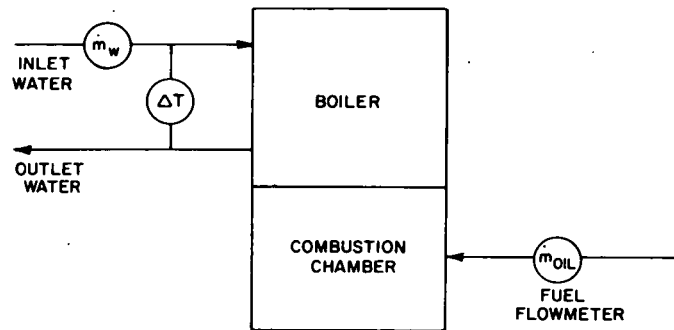 ṁw
INLET
WATER
ΔT
BOILER
OUTLET
WATER
COMBUSTION
CHAMBER
ṁOIL
FUEL
FLOWMETER